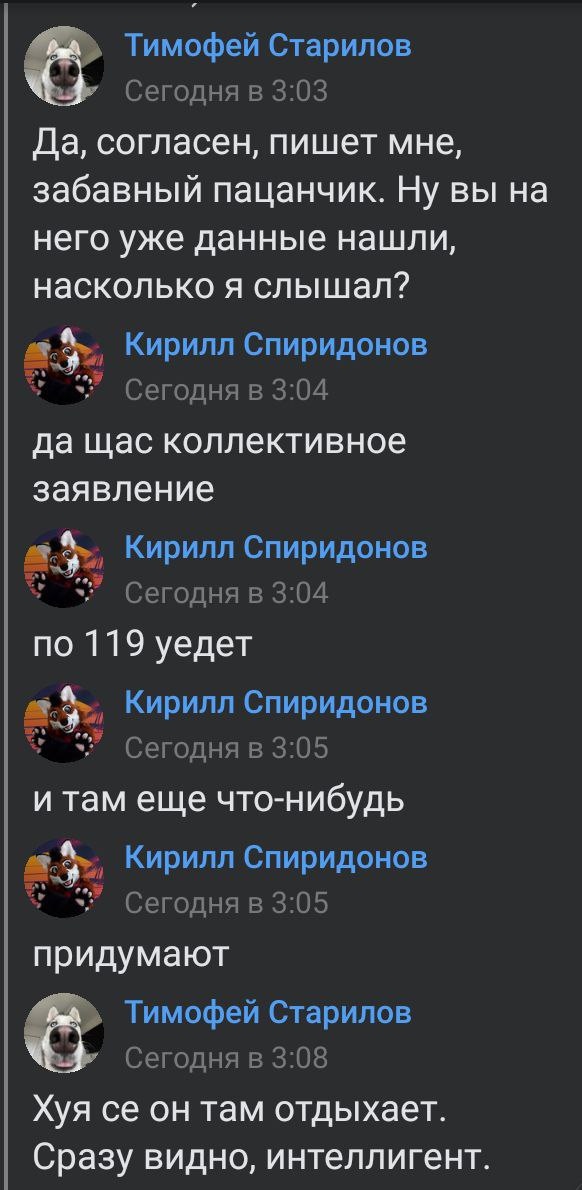 Тимофей Старилов
Сегодня в 3:03
Да, согласен, пишет мне,
забавный пацанчик. Ну вы на
него уже данные нашли,
насколько я слышал?
Кирилл Спиридонов
Сегодня в 3:04
да щас коллективное
заявление
Кирилл Спиридонов
Сегодня в 3:04
по 119 уедет
Кирилл Спиридонов
Сегодня в 3:05
и там еще что-нибудь
Кирилл Спиридонов
Сегодня в 3:05
придумают
Тимофей Старилов
Сегодня в 3:08
Хуя се он там отдыхает.
Сразу видно, интеллигент.